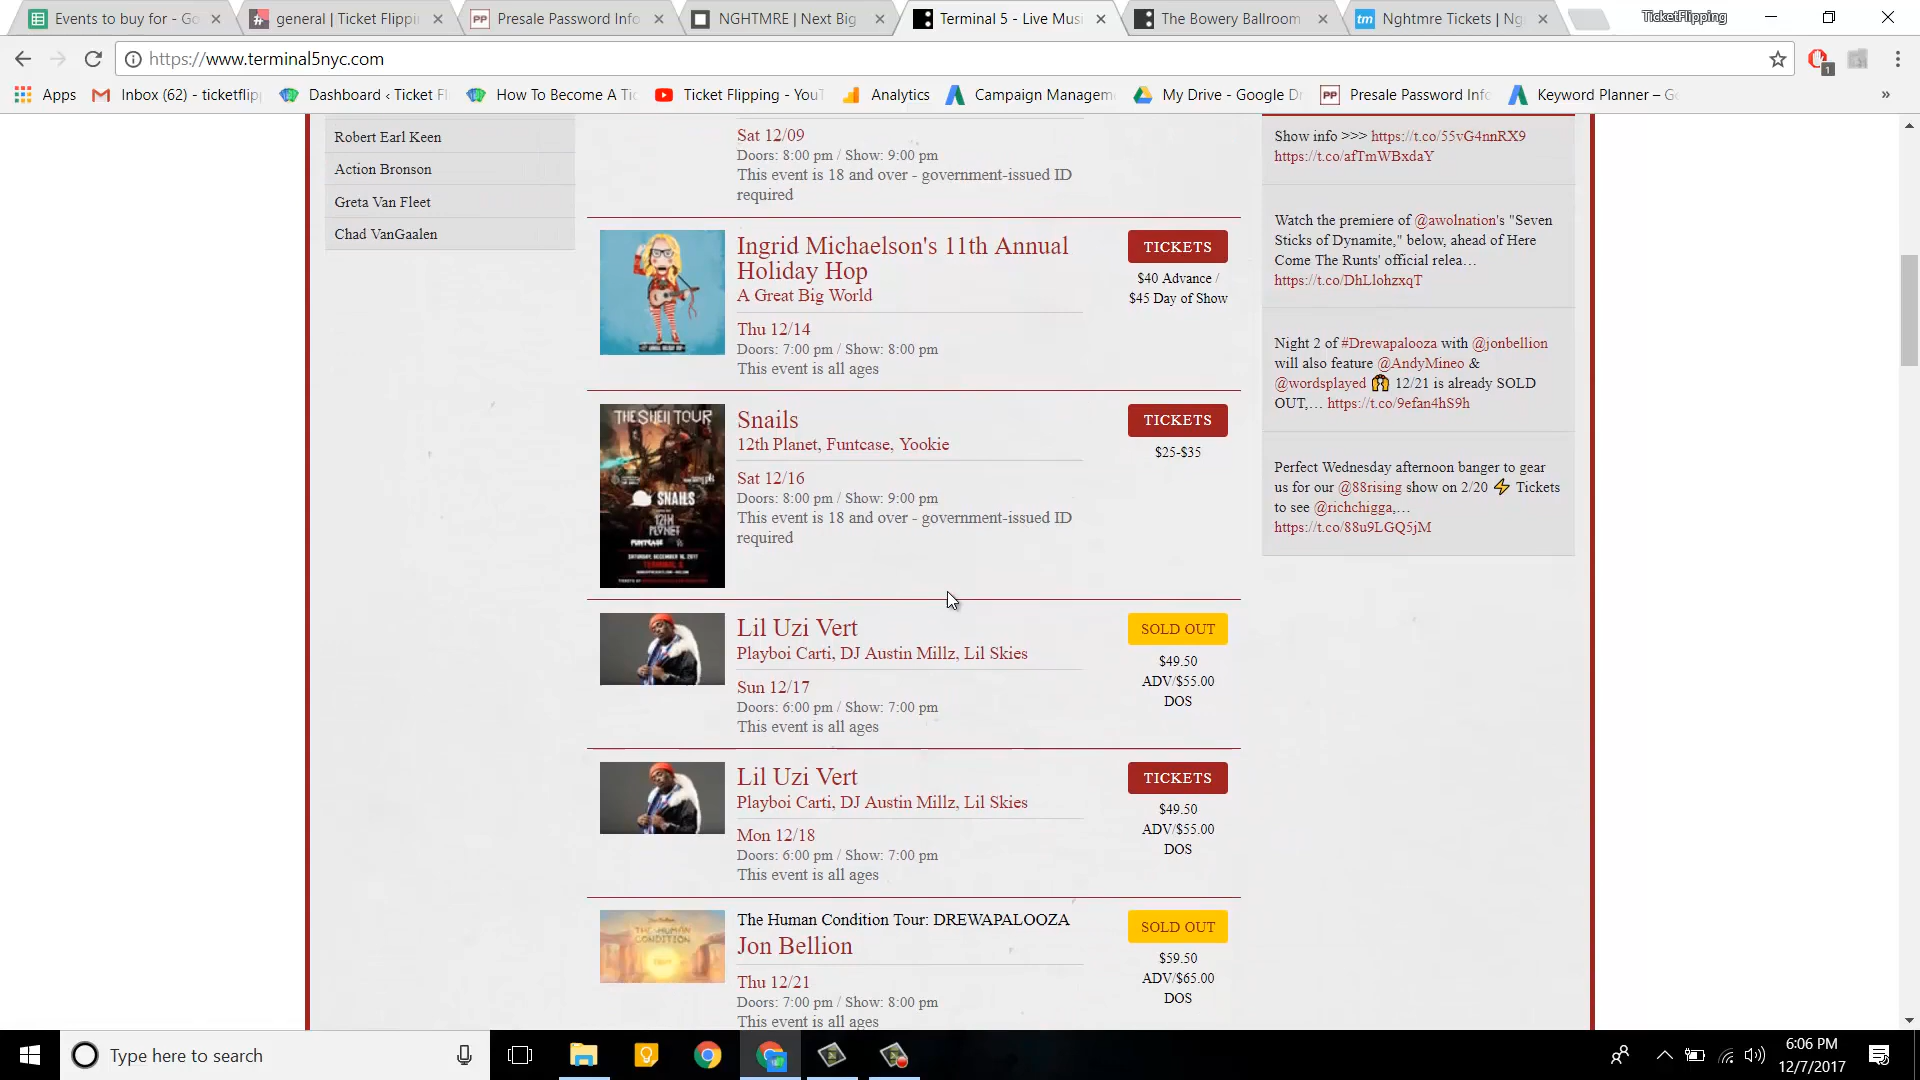 Events to buy for - Go
general | Ticket Flippi
Presale Password Info
NGHTMRE | Next Big
Terminal 5 - Live Musi
The Bowery Ballroom
Nghtmre Tickets | Ng
TicketFlipping
https://www.terminal5nyc.com
Apps
Inbox (62) - ticketflip
Dashboard ‹ Ticket Fl
How To Become A Tic
Ticket Flipping - YouT
Analytics
Campaign Managem
My Drive - Google Dr
Presale Password Info
Keyword Planner – Go
Robert Earl Keen
Action Bronson
Greta Van Fleet
Chad VanGaalen
Sat 12/09
Doors: 8:00 pm / Show: 9:00 pm
This event is 18 and over - government-issued ID
required
Ingrid Michaelson's 11th Annual
Holiday Hop
A Great Big World
Thu 12/14
Doors: 7:00 pm / Show: 8:00 pm
This event is all ages
TICKETS
$40 Advance /
$45 Day of Show
THE SHELL TOUR
SNAILS
12TH
PLANET
FUNTCASE
Snails
12th Planet, Funtcase, Yookie
Sat 12/16
Doors: 8:00 pm / Show: 9:00 pm
This event is 18 and over - government-issued ID
required
TICKETS
$25-$35
Lil Uzi Vert
Playboi Carti, DJ Austin Millz, Lil Skies
Sun 12/17
Doors: 6:00 pm / Show: 7:00 pm
This event is all ages
SOLD OUT
$49.50
ADV/$55.00
DOS
Lil Uzi Vert
Playboi Carti, DJ Austin Millz, Lil Skies
Mon 12/18
Doors: 6:00 pm / Show: 7:00 pm
This event is all ages
TICKETS
$49.50
ADV/$55.00
DOS
THE HUMAN
CONDITION
The Human Condition Tour: DREWAPALOOZA
Jon Bellion
Thu 12/21
Doors: 7:00 pm / Show: 8:00 pm
This event is all ages
SOLD OUT
$59.50
ADV/$65.00
DOS
Show info >>> https://t.co/55vG4nnRX9
https://t.co/afTmWBxdaY
Watch the premiere of @awolnation's "Seven
Sticks of Dynamite," below, ahead of Here
Come The Runts' official relea…
https://t.co/DhLlohzxqT
Night 2 of #Drewapalooza with @jonbellion
will also feature @AndyMineo &
@wordsplayed 🙌 12/21 is already SOLD
OUT,… https://t.co/9efan4hS9h
Perfect Wednesday afternoon banger to gear
us for our @88rising show on 2/20 ⚡ Tickets
to see @richchigga,…
https://t.co/88u9LGQ5jM
Type here to search
6:06 PM
12/7/2017